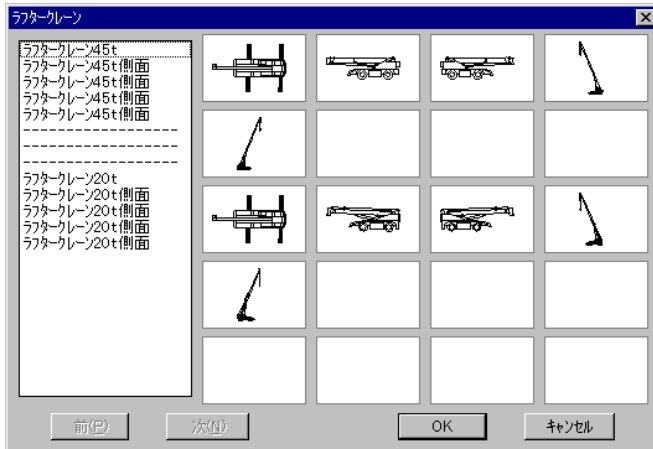 ラフタークレーン
ラフタークレーン45t
ラフタークレーン45t側面
ラフタークレーン45t側面
ラフタークレーン45t側面
ラフタークレーン45t側面
--------------------
--------------------
--------------------
ラフタークレーン20t
ラフタークレーン20t側面
ラフタークレーン20t側面
ラフタークレーン20t側面
ラフタークレーン20t側面
前(P)
次(N)
OK
キャンセル